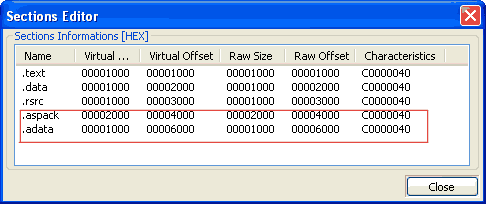 Sections Editor
Sections Informations [HEX]
Name Virtual ... Virtual Offset Raw Size Raw Offset Characteristics
.text 00001000 00001000 00001000 00001000 C0000040
.data 00001000 00002000 00001000 00002000 C0000040
.rsrc 00001000 00003000 00001000 00003000 C0000040
.aspack 00002000 00004000 00002000 00004000 C0000040
.adata 00001000 00006000 00001000 00006000 C0000040
Close